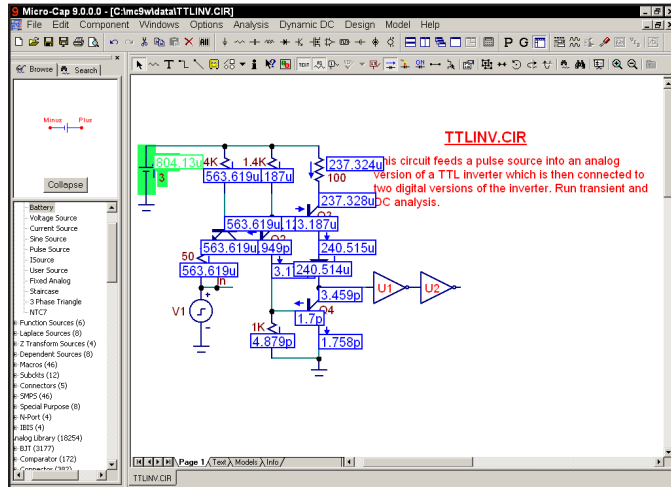 9 Micro-Cap 9.0.0.0 - [C:\mc9w\data\TTLINV.CIR]
File Edit Component Windows Options Analysis Dynamic DC Design Model Help
Browse Search
Minus Plus
Collapse
Battery
Voltage Source
Current Source
Sine Source
Pulse Source
ISource
User Source
Fixed Analog
Staircase
3 Phase Triangle
NTC7
Function Sources (6)
Laplace Sources (8)
Z Transform Sources (4)
Dependent Sources (8)
Macros (46)
Subckts (12)
Connectors (5)
SMPS (46)
Special Purpose (8)
N-Port (4)
IBIS (4)
Analog Library (18254)
BJT (3177)
Comparator (172)
TTLINV.CIR
This circuit feeds a pulse source into an analog
version of a TTL inverter which is then connected to
two digital versions of the inverter. Run transient and
DC analysis.
804.13u 4K 1.4K 237.324u
3 563.619u 187u 100
237.328u
563.619u 3.187u
563.619u .949p 240.515u
50
563.619u 3.1 240.514u
In
3.459p U1 U2
V1 Q4
1.7p
1K
4.879p 1.758p
Page 1 Text Models Info
TTLINV.CIR